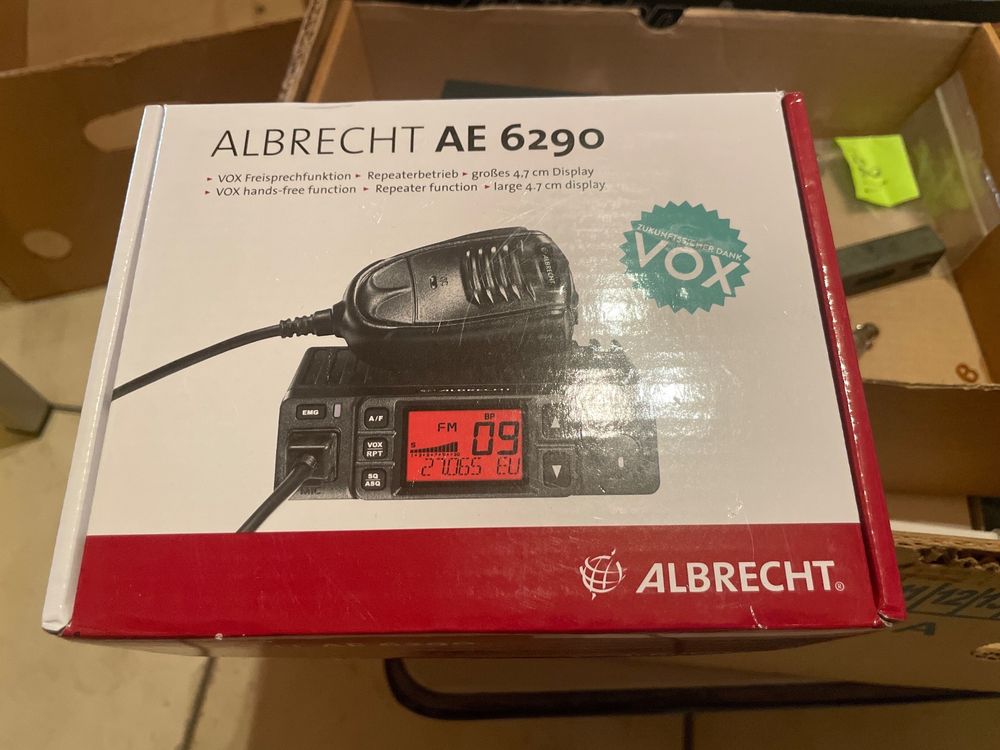 ALBRECHT AE 6290
▸ VOX Freisprechfunktion ▸ Repeaterbetrieb ▸ großes 4.7 cm Display
▸ VOX hands-free function ▸ Repeater function ▸ large 4.7 cm display
ZUKUNFTSSICHER DANK
VOX
ALBRECHT
ALBRECHT
EMG
A/F
VOX
RPT
SQ
ASQ
MIC
BP
FM
09
S
27.065 EU
▲
▼
ALBRECHT®